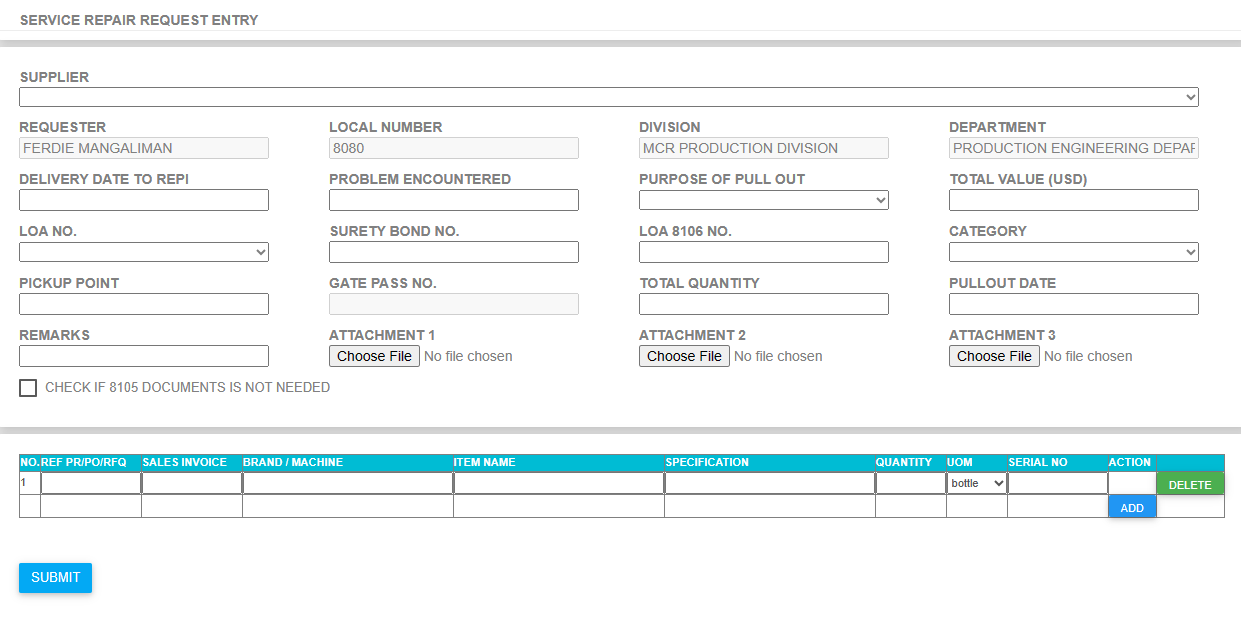 SERVICE REPAIR REQUEST ENTRY
SUPPLIER
REQUESTER LOCAL NUMBER DIVISION DEPARTMENT
FERDIE MANGALIMAN 8080 MCR PRODUCTION DIVISION PRODUCTION ENGINEERING DEPAR
DELIVERY DATE TO REPI PROBLEM ENCOUNTERED PURPOSE OF PULL OUT TOTAL VALUE (USD)
LOA NO. SURETY BOND NO. LOA 8106 NO. CATEGORY
PICKUP POINT GATE PASS NO. TOTAL QUANTITY PULLOUT DATE
REMARKS ATTACHMENT 1 ATTACHMENT 2 ATTACHMENT 3
Choose File No file chosen Choose File No file chosen Choose File No file chosen
CHECK IF 8105 DOCUMENTS IS NOT NEEDED
NO. REF PR/PO/RFQ SALES INVOICE BRAND / MACHINE ITEM NAME SPECIFICATION QUANTITY UOM SERIAL NO ACTION
1 bottle DELETE
ADD
SUBMIT